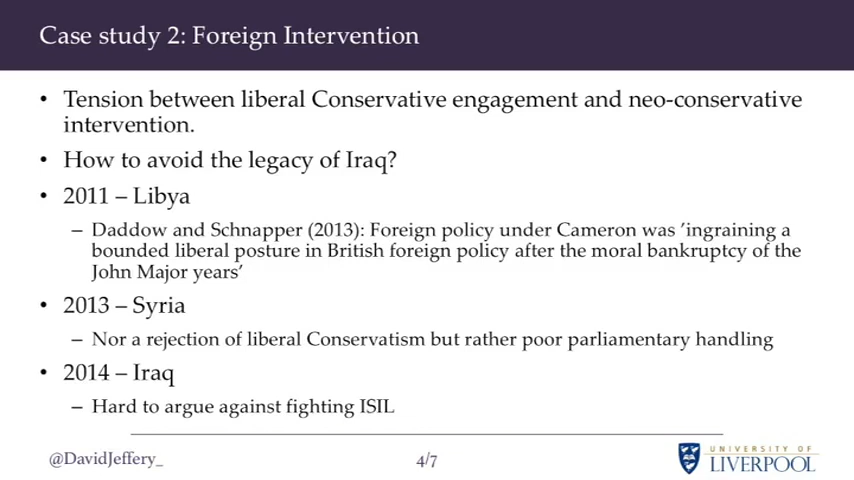 Case study 2: Foreign Intervention
• Tension between liberal Conservative engagement and neo-conservative
intervention.
• How to avoid the legacy of Iraq?
• 2011 – Libya
– Daddow and Schnapper (2013): Foreign policy under Cameron was ’ingraining a
bounded liberal posture in British foreign policy after the moral bankruptcy of the
John Major years’
• 2013 – Syria
– Nor a rejection of liberal Conservatism but rather poor parliamentary handling
• 2014 – Iraq
– Hard to argue against fighting ISIL
@DavidJeffery_
4/7
UNIVERSITY OF
LIVERPOOL